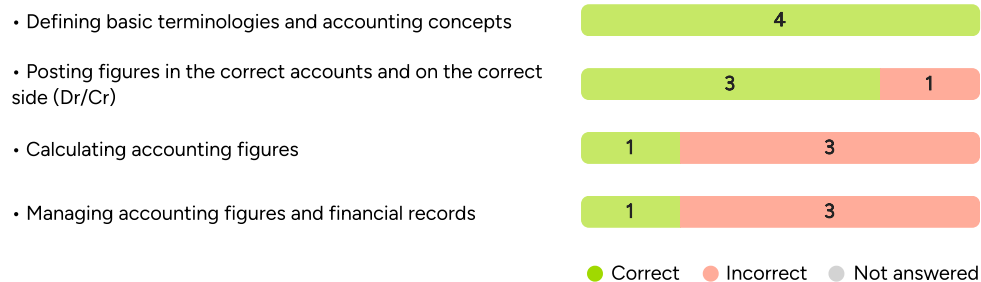 • Defining basic terminologies and accounting concepts
4
• Posting figures in the correct accounts and on the correct
side (Dr/Cr)
3 1
• Calculating accounting figures
1 3
• Managing accounting figures and financial records
1 3
Correct Incorrect Not answered